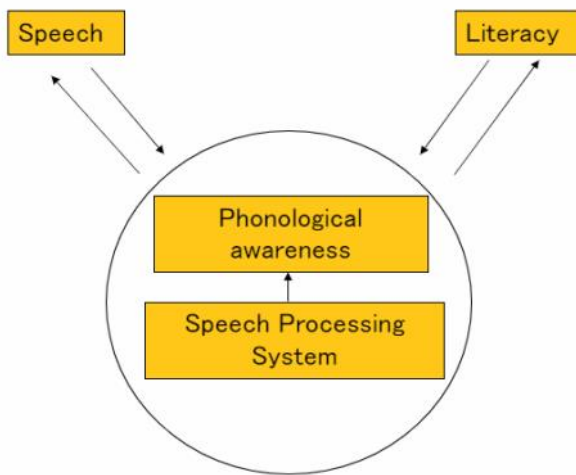 Speech
Literacy
Phonological
awareness
Speech Processing
System